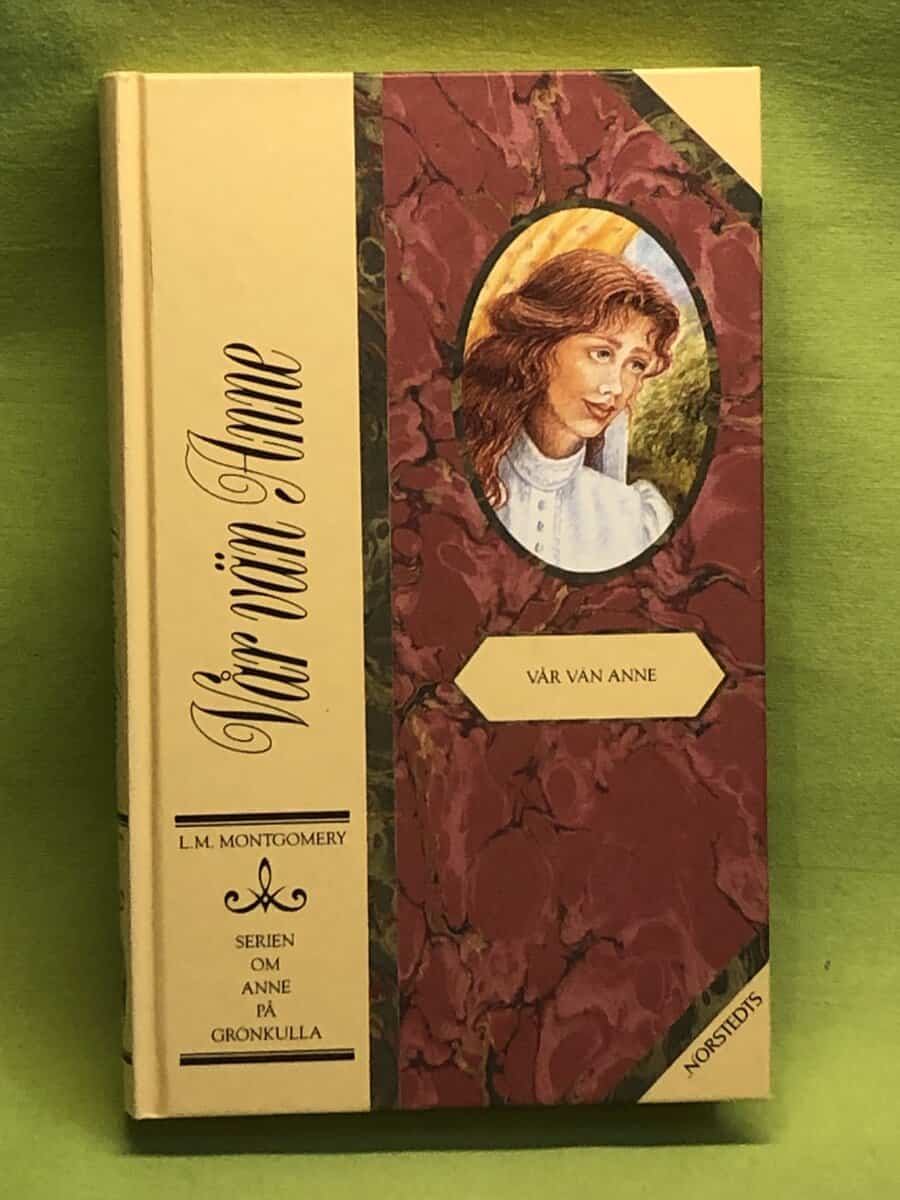 Vår vän Anne
L.M. MONTGOMERY
SERIEN
OM
ANNE
PÅ
GRÖNKULLA
VÅR VÄN ANNE
NORSTEDTS